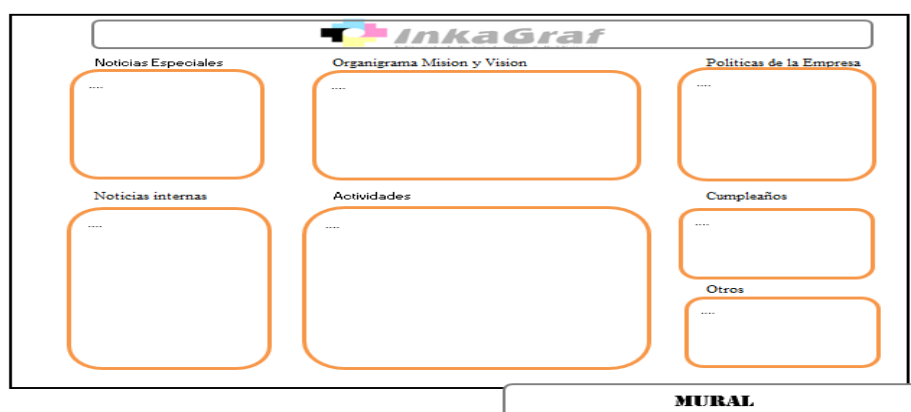 InkaGraf
Noticias Especiales
Organigrama Mision y Vision
Politicas de la Empresa
....
....
....
Noticias internas
Actividades
Cumpleaños
....
....
....
Otros
....
MURAL